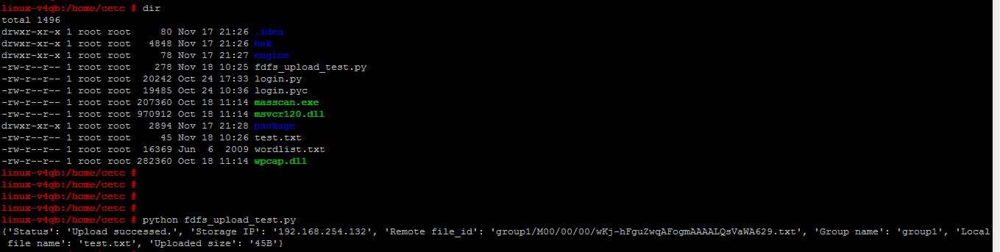 linux-v4qb:/home/cetc # dir
total 1496
drwxr-xr-x 1 root root     80 Nov 17 21:26 .idea
drwxr-xr-x 1 root root   4848 Nov 17 21:26 bak
drwxr-xr-x 1 root root     78 Nov 17 21:27 engine
-rw-r--r-- 1 root root    278 Nov 18 10:25 fdfs_upload_test.py
-rw-r--r-- 1 root root  20242 Oct 24 17:33 login.py
-rw-r--r-- 1 root root  19485 Oct 24 10:36 login.pyc
-rw-r--r-- 1 root root 207360 Oct 18 11:14 masscan.exe
-rw-r--r-- 1 root root 970912 Oct 18 11:14 msvcr120.dll
drwxr-xr-x 1 root root   2894 Nov 17 21:28 package
-rw-r--r-- 1 root root     45 Nov 18 10:26 test.txt
-rw-r--r-- 1 root root  16369 Jun  6  2009 wordlist.txt
-rw-r--r-- 1 root root 282360 Oct 18 11:14 wpcap.dll
linux-v4qb:/home/cetc #
linux-v4qb:/home/cetc #
linux-v4qb:/home/cetc #
linux-v4qb:/home/cetc #
linux-v4qb:/home/cetc # python fdfs_upload_test.py
{'Status': 'Upload successed.', 'Storage IP': '192.168.254.132', 'Remote file_id': 'group1/M00/00/00/wKj-hFguZwqAFogmAAAALQsVaWA629.txt', 'Group name': 'group1', 'Local
 file name': 'test.txt', 'Uploaded size': '45B'}